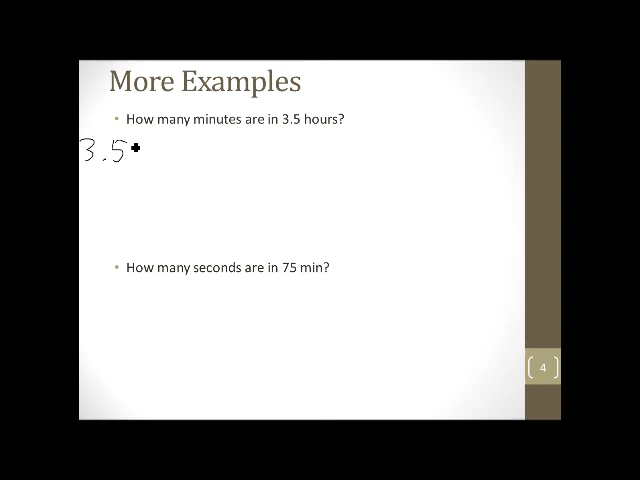 More Examples
• How many minutes are in 3.5 hours?
3.5
• How many seconds are in 75 min?
4